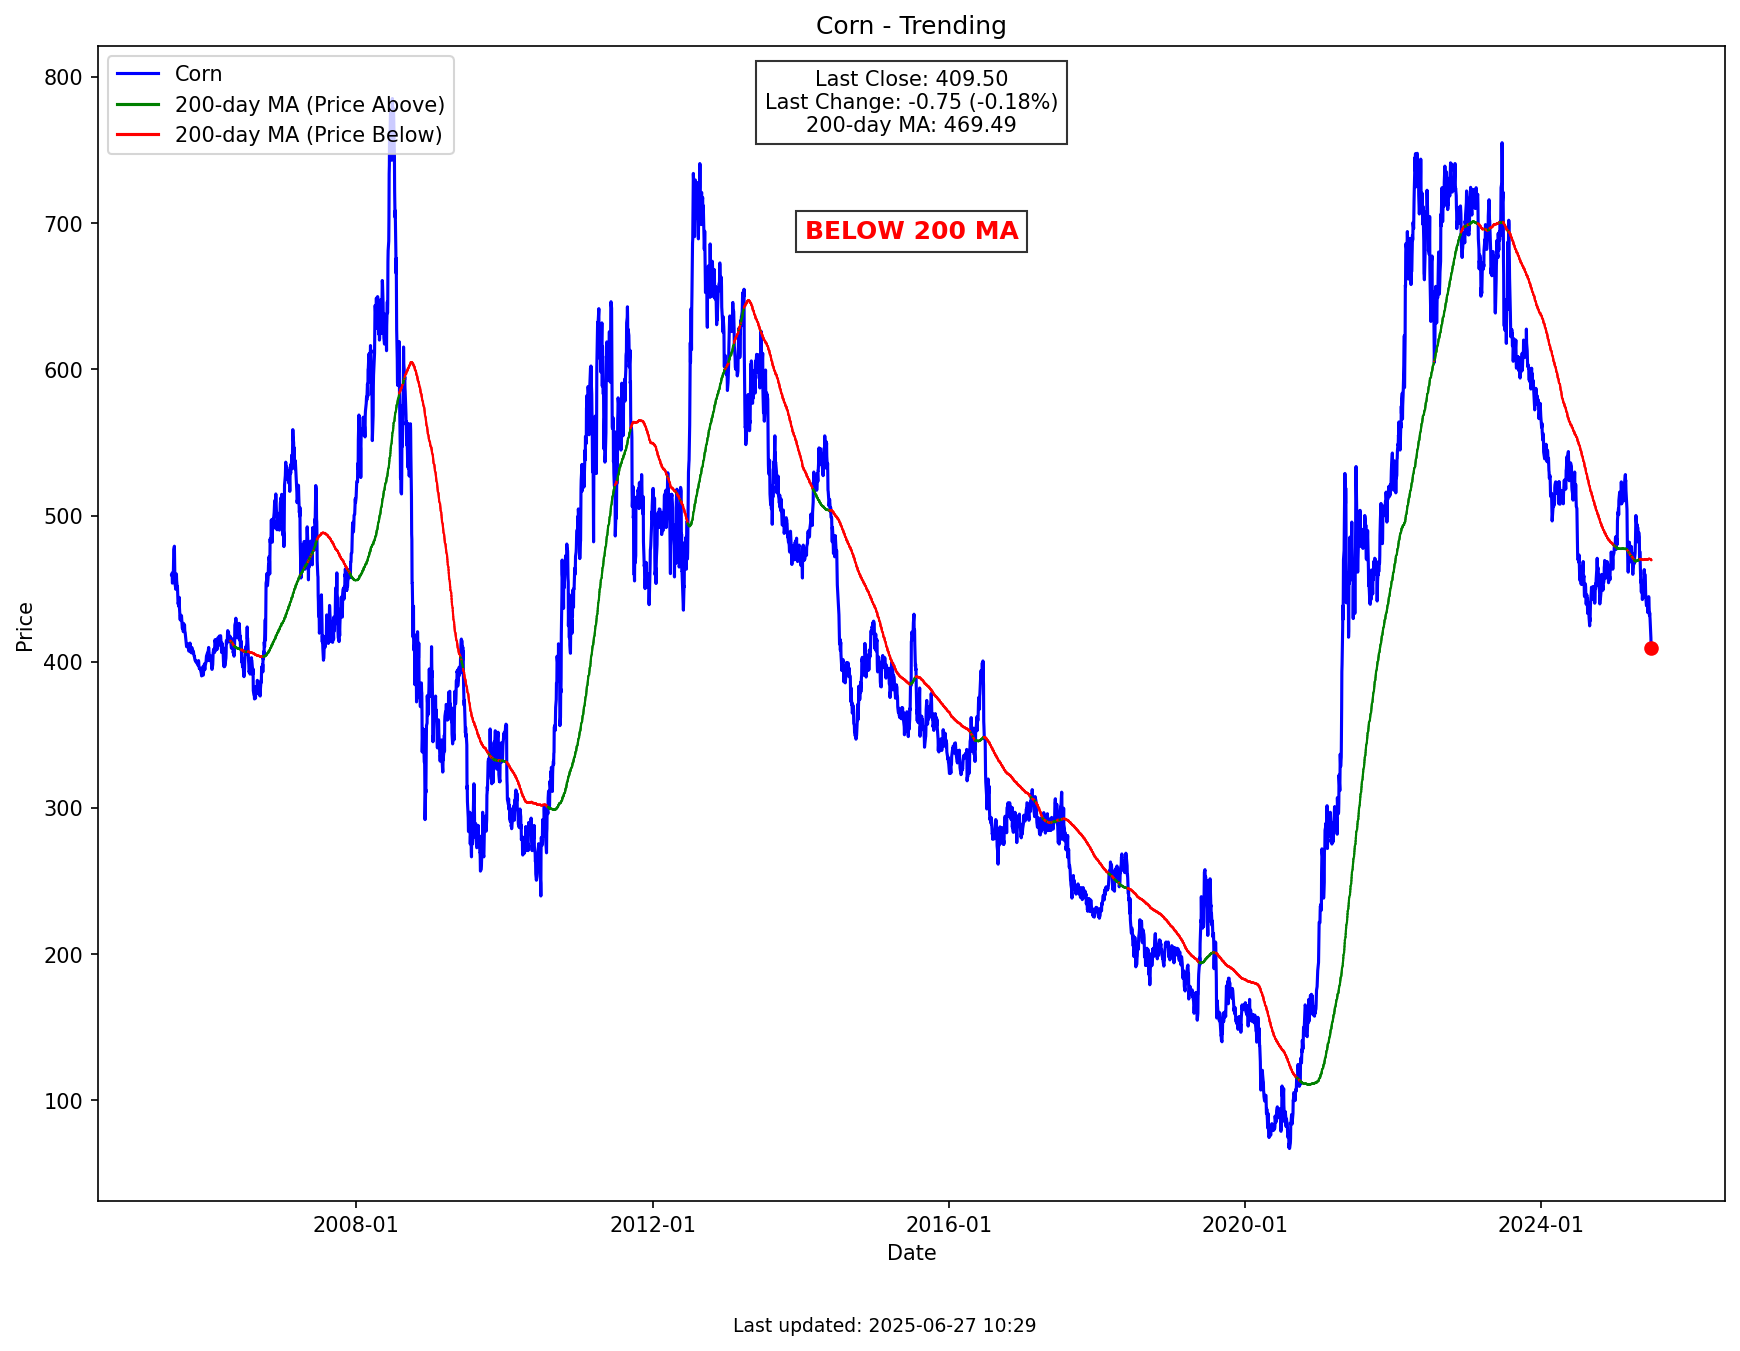 Corn - Trending
Corn
200-day MA (Price Above)
200-day MA (Price Below)
Last Close: 409.50
Last Change: -0.75 (-0.18%)
200-day MA: 469.49
BELOW 200 MA
800
700
600
500
400
300
200
100
Price
2008-01
2012-01
2016-01
2020-01
2024-01
Date
Last updated: 2025-06-27 10:29